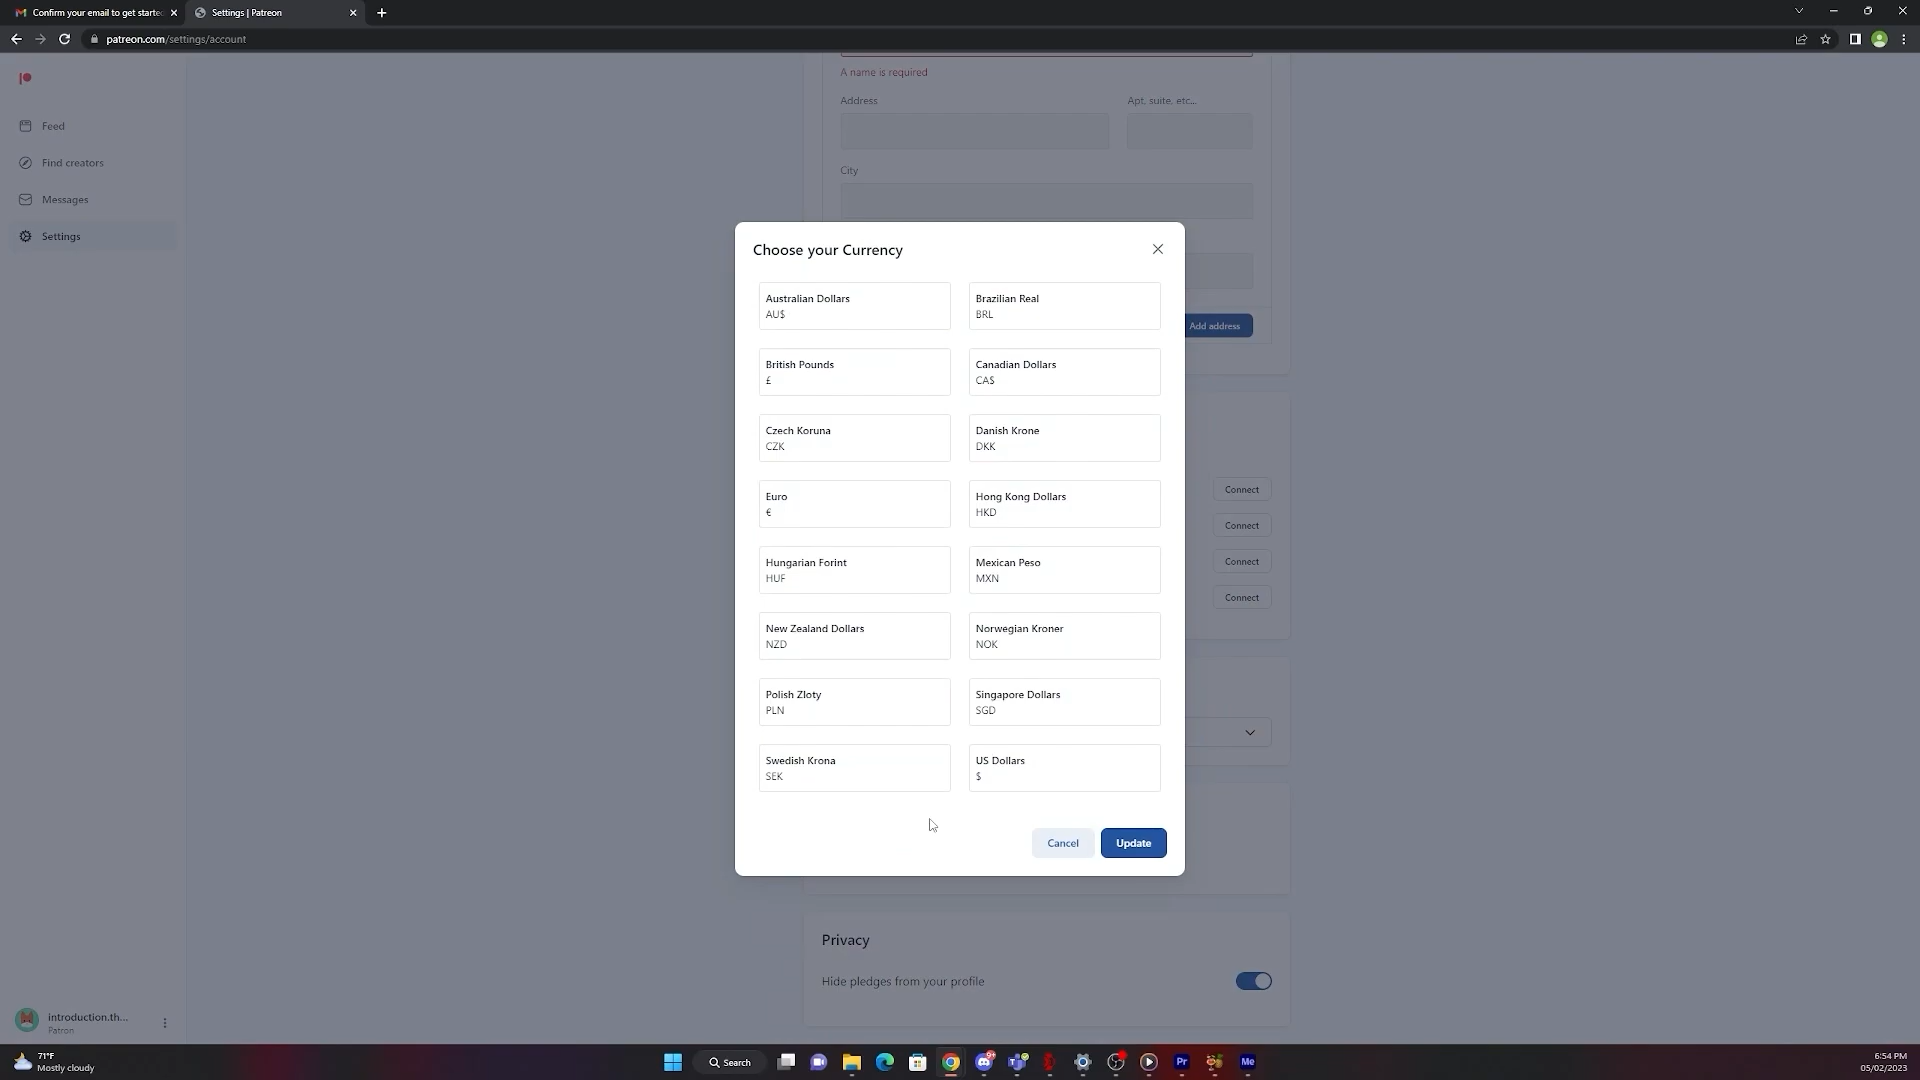 Confirm your email to get starte
Settings | Patreon
patreon.com/settings/account
Feed
Find creators
Messages
Settings
A name is required
Address
Apt, suite, etc...
City
Add address
Choose your Currency
Australian Dollars
AU$
Brazilian Real
BRL
British Pounds
£
Canadian Dollars
CA$
Czech Koruna
CZK
Danish Krone
DKK
Euro
€
Hong Kong Dollars
HKD
Hungarian Forint
HUF
Mexican Peso
MXN
New Zealand Dollars
NZD
Norwegian Kroner
NOK
Polish Zloty
PLN
Singapore Dollars
SGD
Swedish Krona
SEK
US Dollars
$
Cancel
Update
Connect
Connect
Connect
Connect
Privacy
Hide pledges from your profile
introduction.th...
Patron
71°F
Mostly cloudy
Search
Pr
Me
6:54 PM
05/02/2023